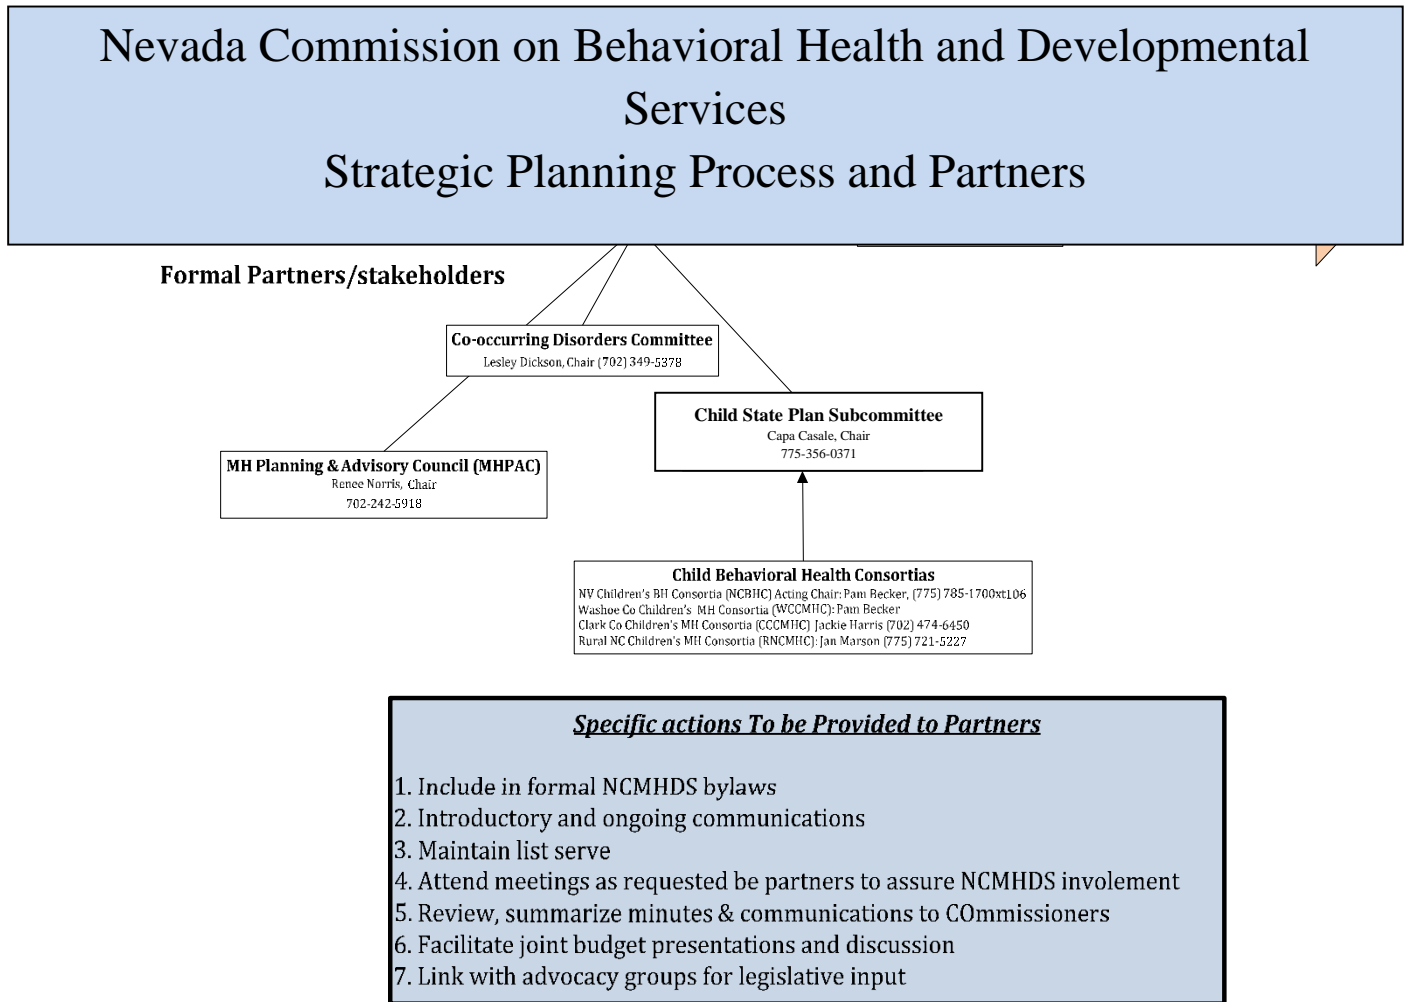 Nevada Commission on Behavioral Health and Developmental
Services
Strategic Planning Process and Partners
Formal Partners/stakeholders
Co-occurring Disorders Committee
Lesley Dickson, Chair (702) 349-5378
Child State Plan Subcommittee
Capa Casale, Chair
775-356-0371
MH Planning & Advisory Council (MHPAC)
Renee Norris, Chair
702-242-5918
Child Behavioral Health Consortias
NV Children's BH Consortia (NCBHC) Acting Chair: Pam Becker, (775) 785-1700xt106
Washoe Co Children's MH Consortia (WCCMHC): Pam Becker
Clark Co Children's MH Consortia (CCCMHC) Jackie Harris (702) 474-6450
Rural NC Children's MH Consortia (RNCMHC): Jan Marson (775) 721-5227
Specific actions To be Provided to Partners
1. Include in formal NCMHDS bylaws
2. Introductory and ongoing communications
3. Maintain list serve
4. Attend meetings as requested be partners to assure NCMHDS involement
5. Review, summarize minutes & communications to COmmissioners
6. Facilitate joint budget presentations and discussion
7. Link with advocacy groups for legislative input